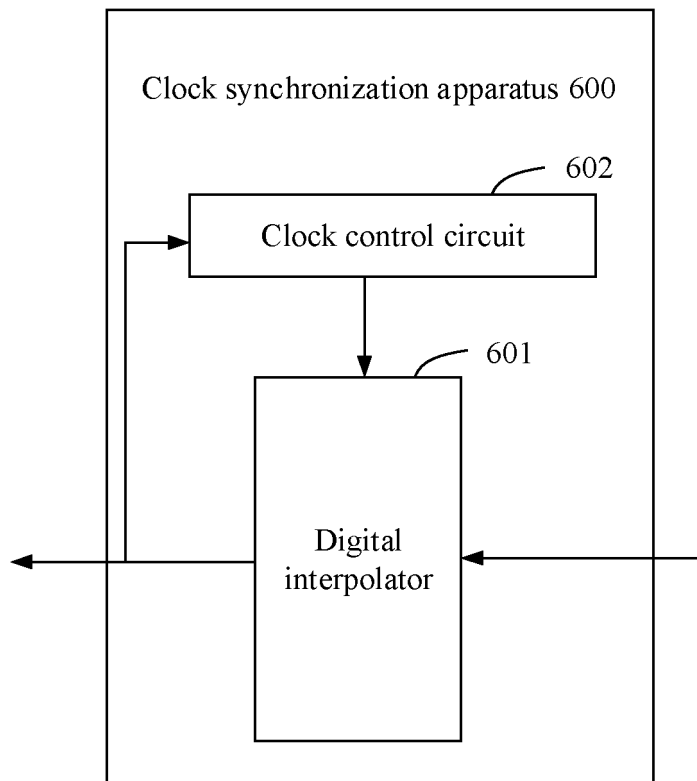 Clock synchronization apparatus 600
602
Clock control circuit
601
Digital
interpolator